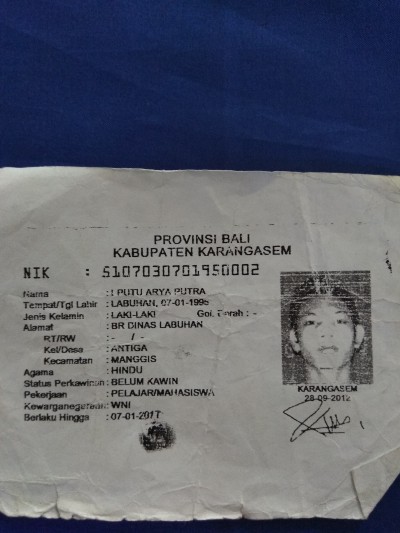 PROVINSI BALI
KABUPATEN KARANGASEM
NIK : 5107030701950002
Nama : I PUTU ARYA PUTRA
Tempat/Tgl Lahir : LABUHAN, 07-01-1995
Jenis Kelamin : LAKI-LAKI Gol. Darah : -
Alamat : BR DINAS LABUHAN
RT/RW : - / -
Kel/Desa : ANTIGA
Kecamatan : MANGGIS
Agama : HINDU
Status Perkawinan : BELUM KAWIN
Pekerjaan : PELAJAR/MAHASISWA
Kewarganegaraan : WNI
Berlaku Hingga : 07-01-2017
KARANGASEM
28-09-2012